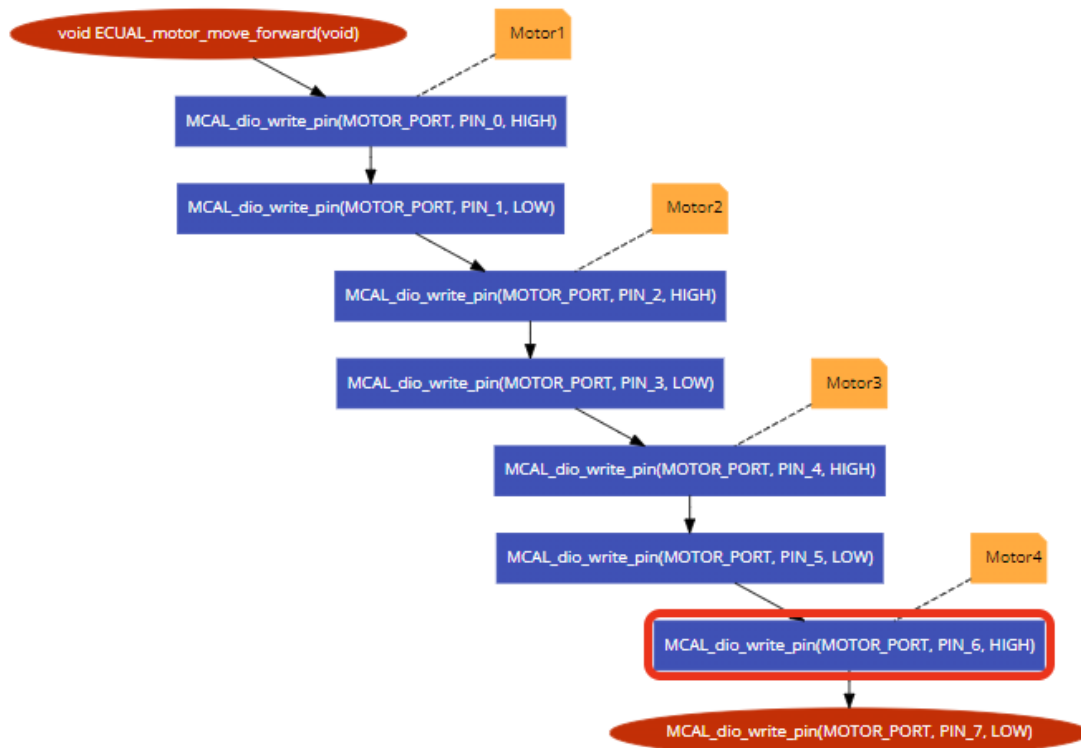 void ECUAL_motor_move_forward(void)
Motor1
MCAL_dio_write_pin(MOTOR_PORT, PIN_0, HIGH)
MCAL_dio_write_pin(MOTOR_PORT, PIN_1, LOW)
Motor2
MCAL_dio_write_pin(MOTOR_PORT, PIN_2, HIGH)
MCAL_dio_write_pin(MOTOR_PORT, PIN_3, LOW)
Motor3
MCAL_dio_write_pin(MOTOR_PORT, PIN_4, HIGH)
MCAL_dio_write_pin(MOTOR_PORT, PIN_5, LOW)
Motor4
MCAL_dio_write_pin(MOTOR_PORT, PIN_6, HIGH)
MCAL_dio_write_pin(MOTOR_PORT, PIN_7, LOW)